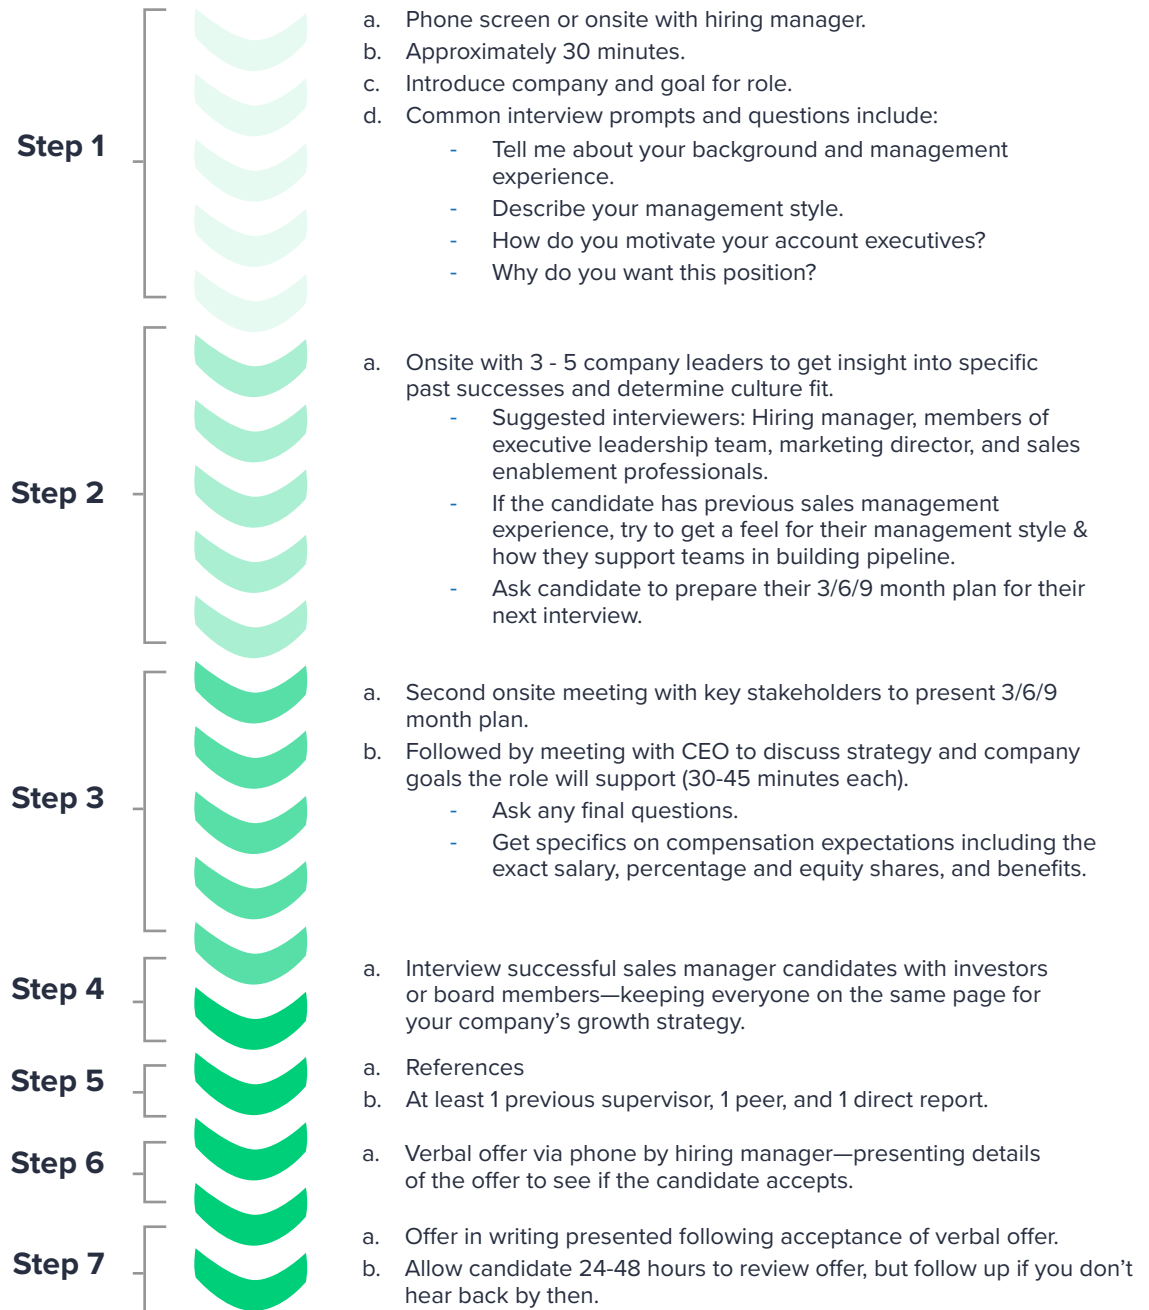 Step 1
a. Phone screen or onsite with hiring manager.
b. Approximately 30 minutes.
c. Introduce company and goal for role.
d. Common interview prompts and questions include:
- Tell me about your background and management
experience.
- Describe your management style.
- How do you motivate your account executives?
- Why do you want this position?
Step 2
a. Onsite with 3 - 5 company leaders to get insight into specific
past successes and determine culture fit.
- Suggested interviewers: Hiring manager, members of
executive leadership team, marketing director, and sales
enablement professionals.
- If the candidate has previous sales management
experience, try to get a feel for their management style &
how they support teams in building pipeline.
- Ask candidate to prepare their 3/6/9 month plan for their
next interview.
Step 3
a. Second onsite meeting with key stakeholders to present 3/6/9
month plan.
b. Followed by meeting with CEO to discuss strategy and company
goals the role will support (30-45 minutes each).
- Ask any final questions.
- Get specifics on compensation expectations including the
exact salary, percentage and equity shares, and benefits.
Step 4
a. Interview successful sales manager candidates with investors
or board members—keeping everyone on the same page for
your company's growth strategy.
Step 5
a. References
b. At least 1 previous supervisor, 1 peer, and 1 direct report.
Step 6
a. Verbal offer via phone by hiring manager—presenting details
of the offer to see if the candidate accepts.
Step 7
a. Offer in writing presented following acceptance of verbal offer.
b. Allow candidate 24-48 hours to review offer, but follow up if you don't
hear back by then.